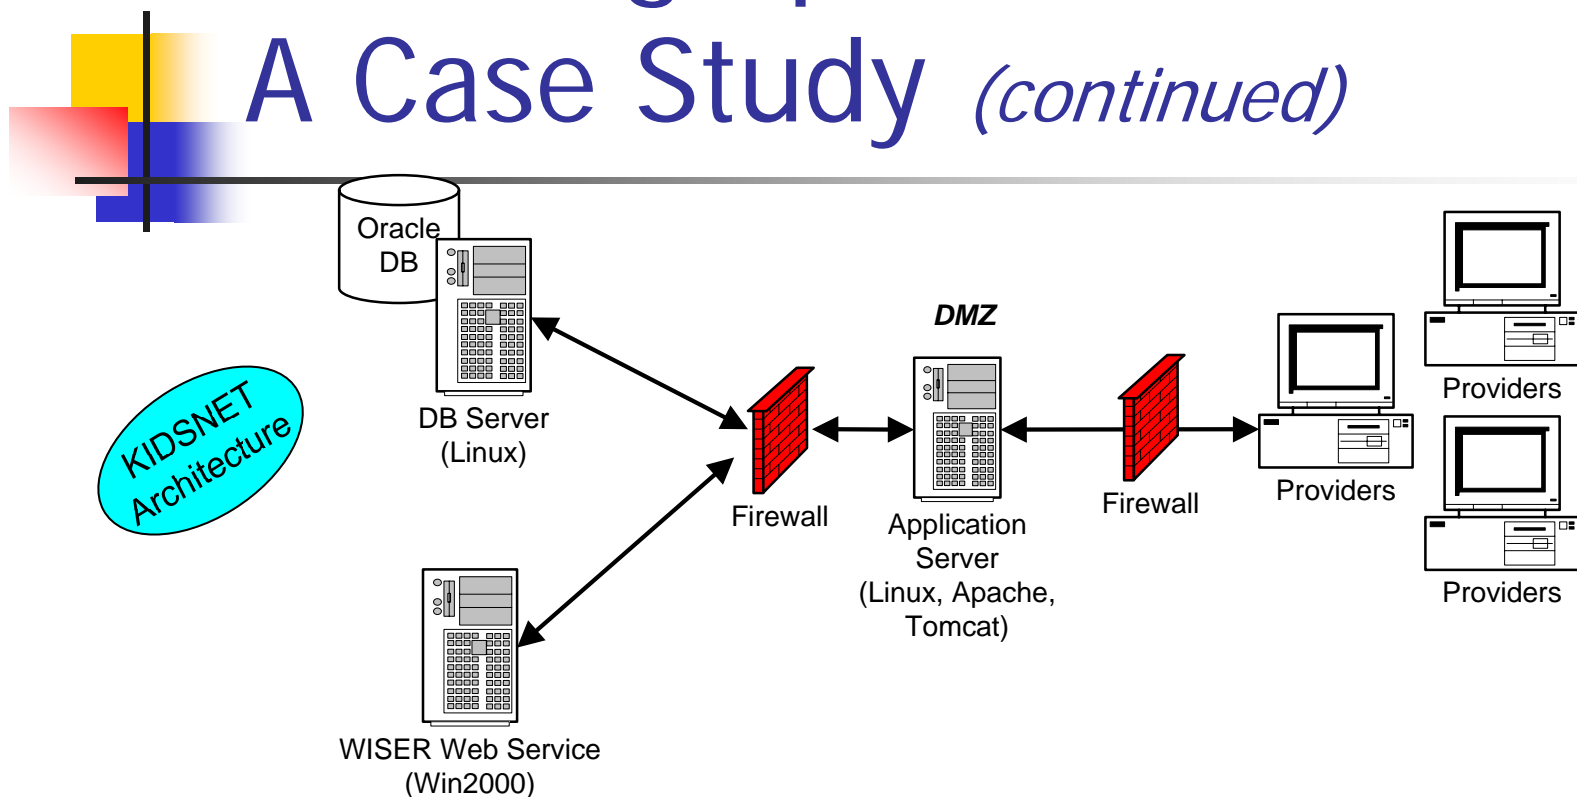 A Case Study (continued)
Oracle
DB
DMZ
KIDSNET
Architecture
DB Server
(Linux)
Firewall
Application
Server
(Linux, Apache,
Tomcat)
Firewall
Providers
Providers
Providers
WISER Web Service
(Win2000)